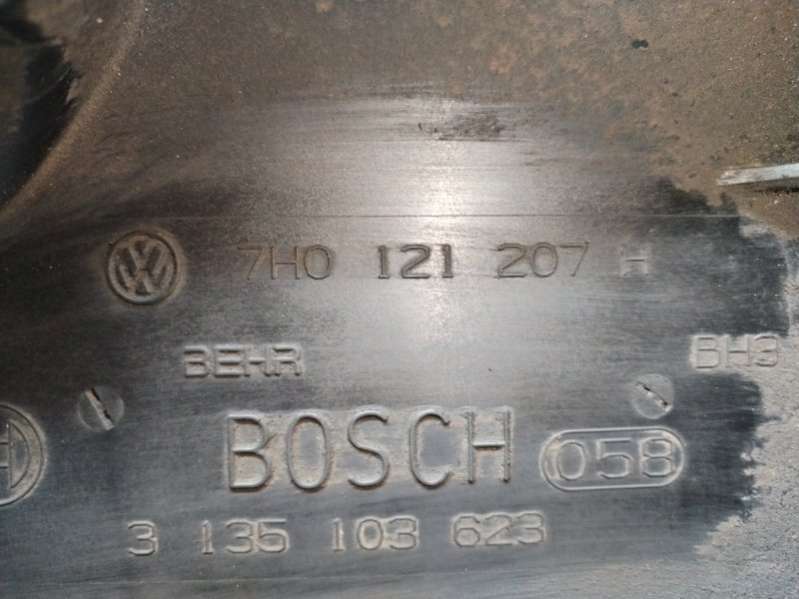 7H0 121 207 H
BEHR BH3
BOSCH 058
3 135 103 623